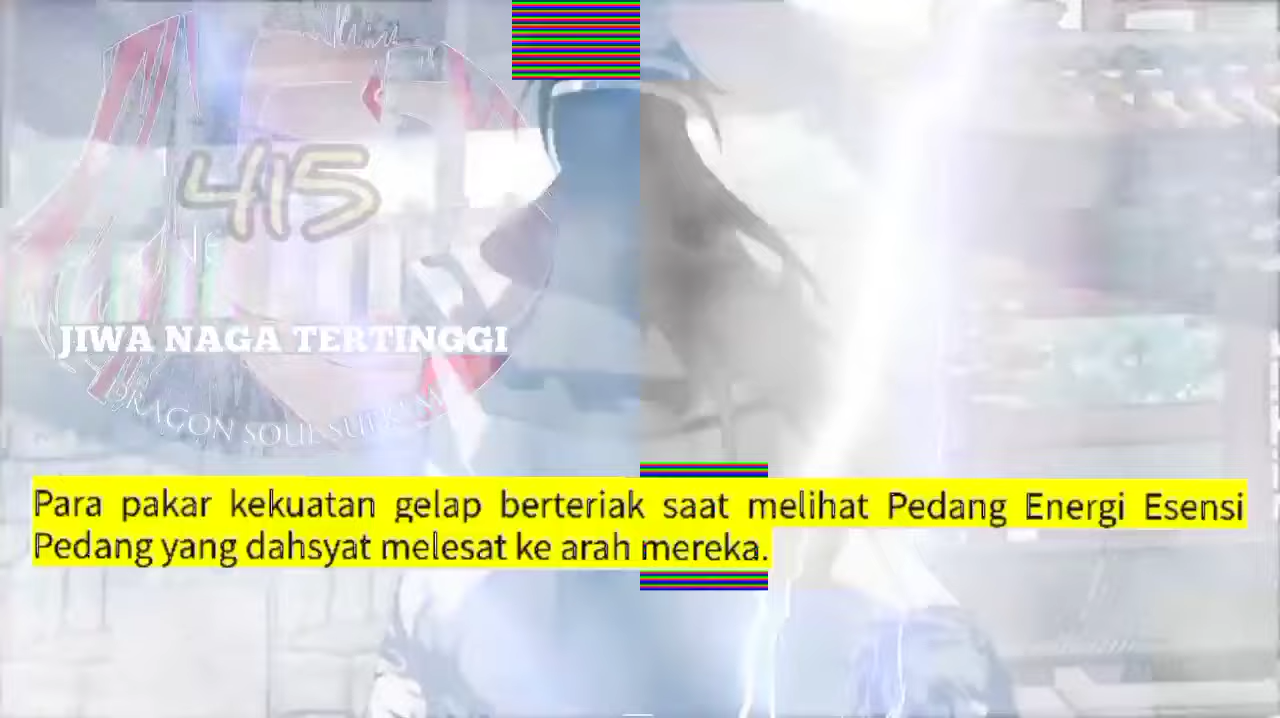 415
JIWA NAGA TERTINGGI
DRAGON SOUL SUPREME
Para pakar kekuatan gelap berteriak saat melihat Pedang Energi Esensi
Pedang yang dahsyat melesat ke arah mereka.